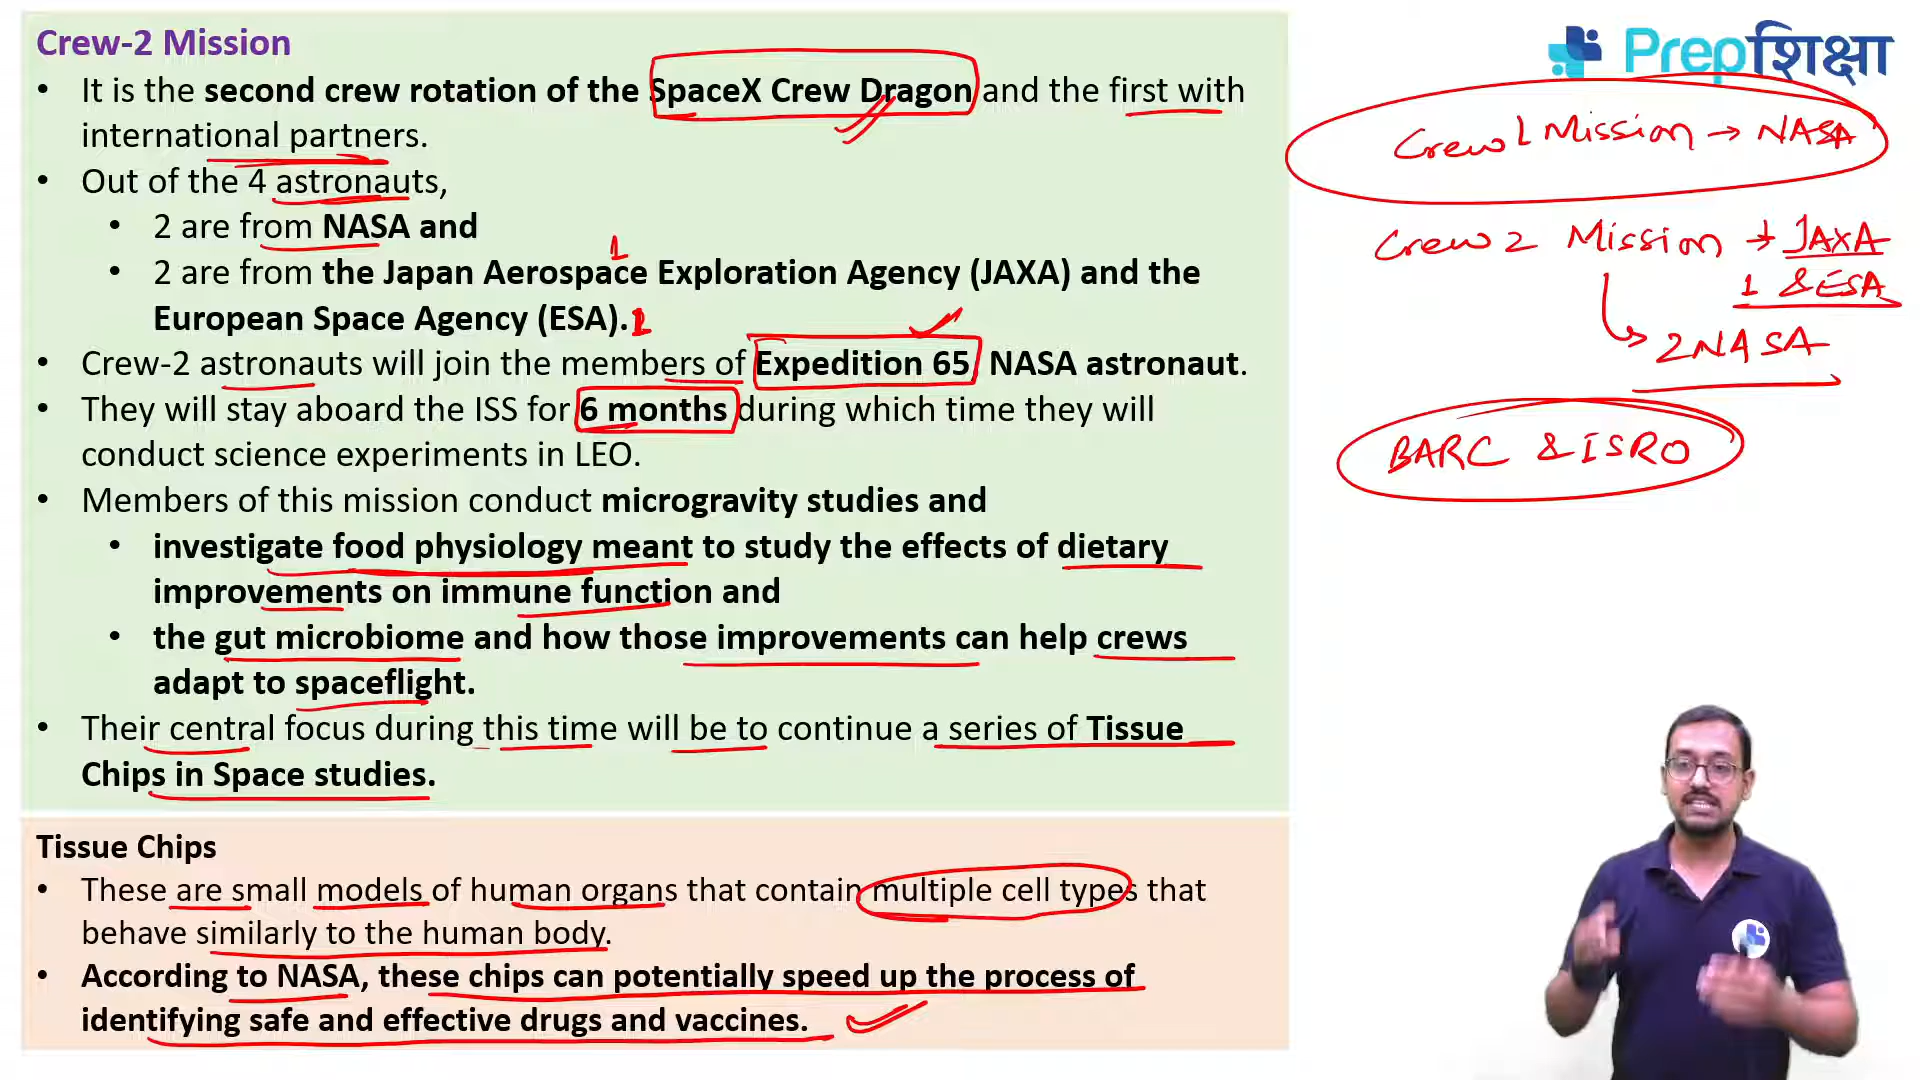 Crew-2 Mission
• It is the second crew rotation of the SpaceX Crew Dragon and the first with
international partners.
• Out of the 4 astronauts,
• 2 are from NASA and
1
• 2 are from the Japan Aerospace Exploration Agency (JAXA) and the
European Space Agency (ESA).1
• Crew-2 astronauts will join the members of Expedition 65 NASA astronaut.
• They will stay aboard the ISS for 6 months during which time they will
conduct science experiments in LEO.
• Members of this mission conduct microgravity studies and
• investigate food physiology meant to study the effects of dietary
improvements on immune function and
• the gut microbiome and how those improvements can help crews
adapt to spaceflight.
• Their central focus during this time will be to continue a series of Tissue
Chips in Space studies.
Tissue Chips
• These are small models of human organs that contain multiple cell types that
behave similarly to the human body.
• According to NASA, these chips can potentially speed up the process of
identifying safe and effective drugs and vaccines.
Prepशिक्षा
Crew 1 Mission → NASA
Crew 2 Mission → JAXA
1 & ESA
2 NASA
BARC & ISRO